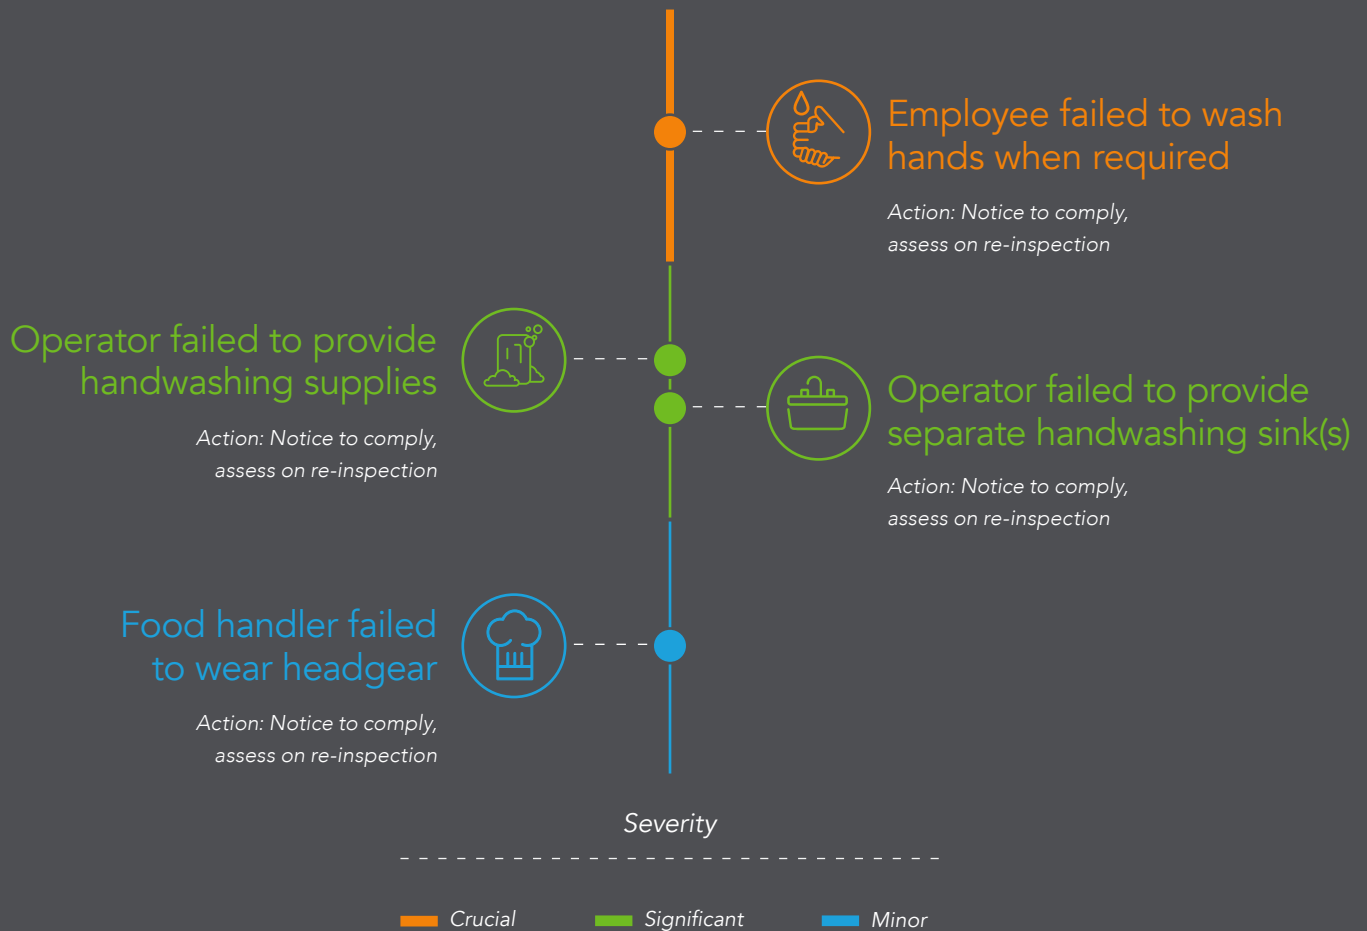 Employee failed to wash
hands when required
Action: Notice to comply,
assess on re-inspection
Operator failed to provide
handwashing supplies
Action: Notice to comply,
assess on re-inspection
Operator failed to provide
separate handwashing sink(s)
Action: Notice to comply,
assess on re-inspection
Food handler failed
to wear headgear
Action: Notice to comply,
assess on re-inspection
Severity
Crucial
Significant
Minor